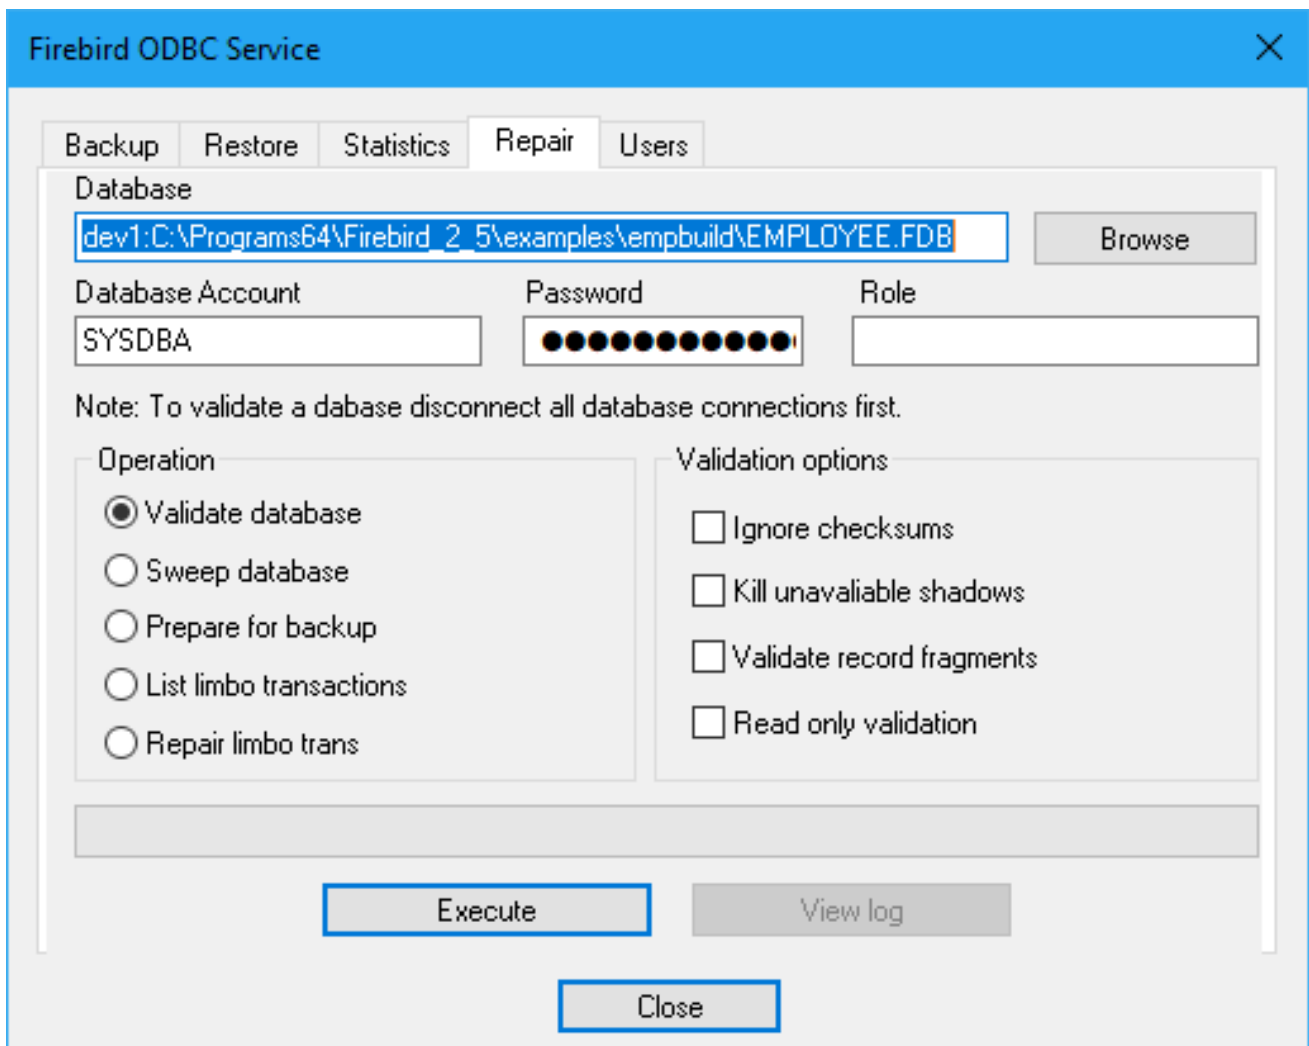 Firebird ODBC Service
Backup Restore Statistics Repair Users
Database
dev1:C:\Programs64\Firebird_2_5\examples\empbuild\EMPLOYEE.FDB Browse
Database Account Password Role
SYSDBA ●●●●●●●●●●●
Note: To validate a dabase disconnect all database connections first.
Operation
Validate database
Sweep database
Prepare for backup
List limbo transactions
Repair limbo trans
Validation options
Ignore checksums
Kill unavaliable shadows
Validate record fragments
Read only validation
Execute View log
Close